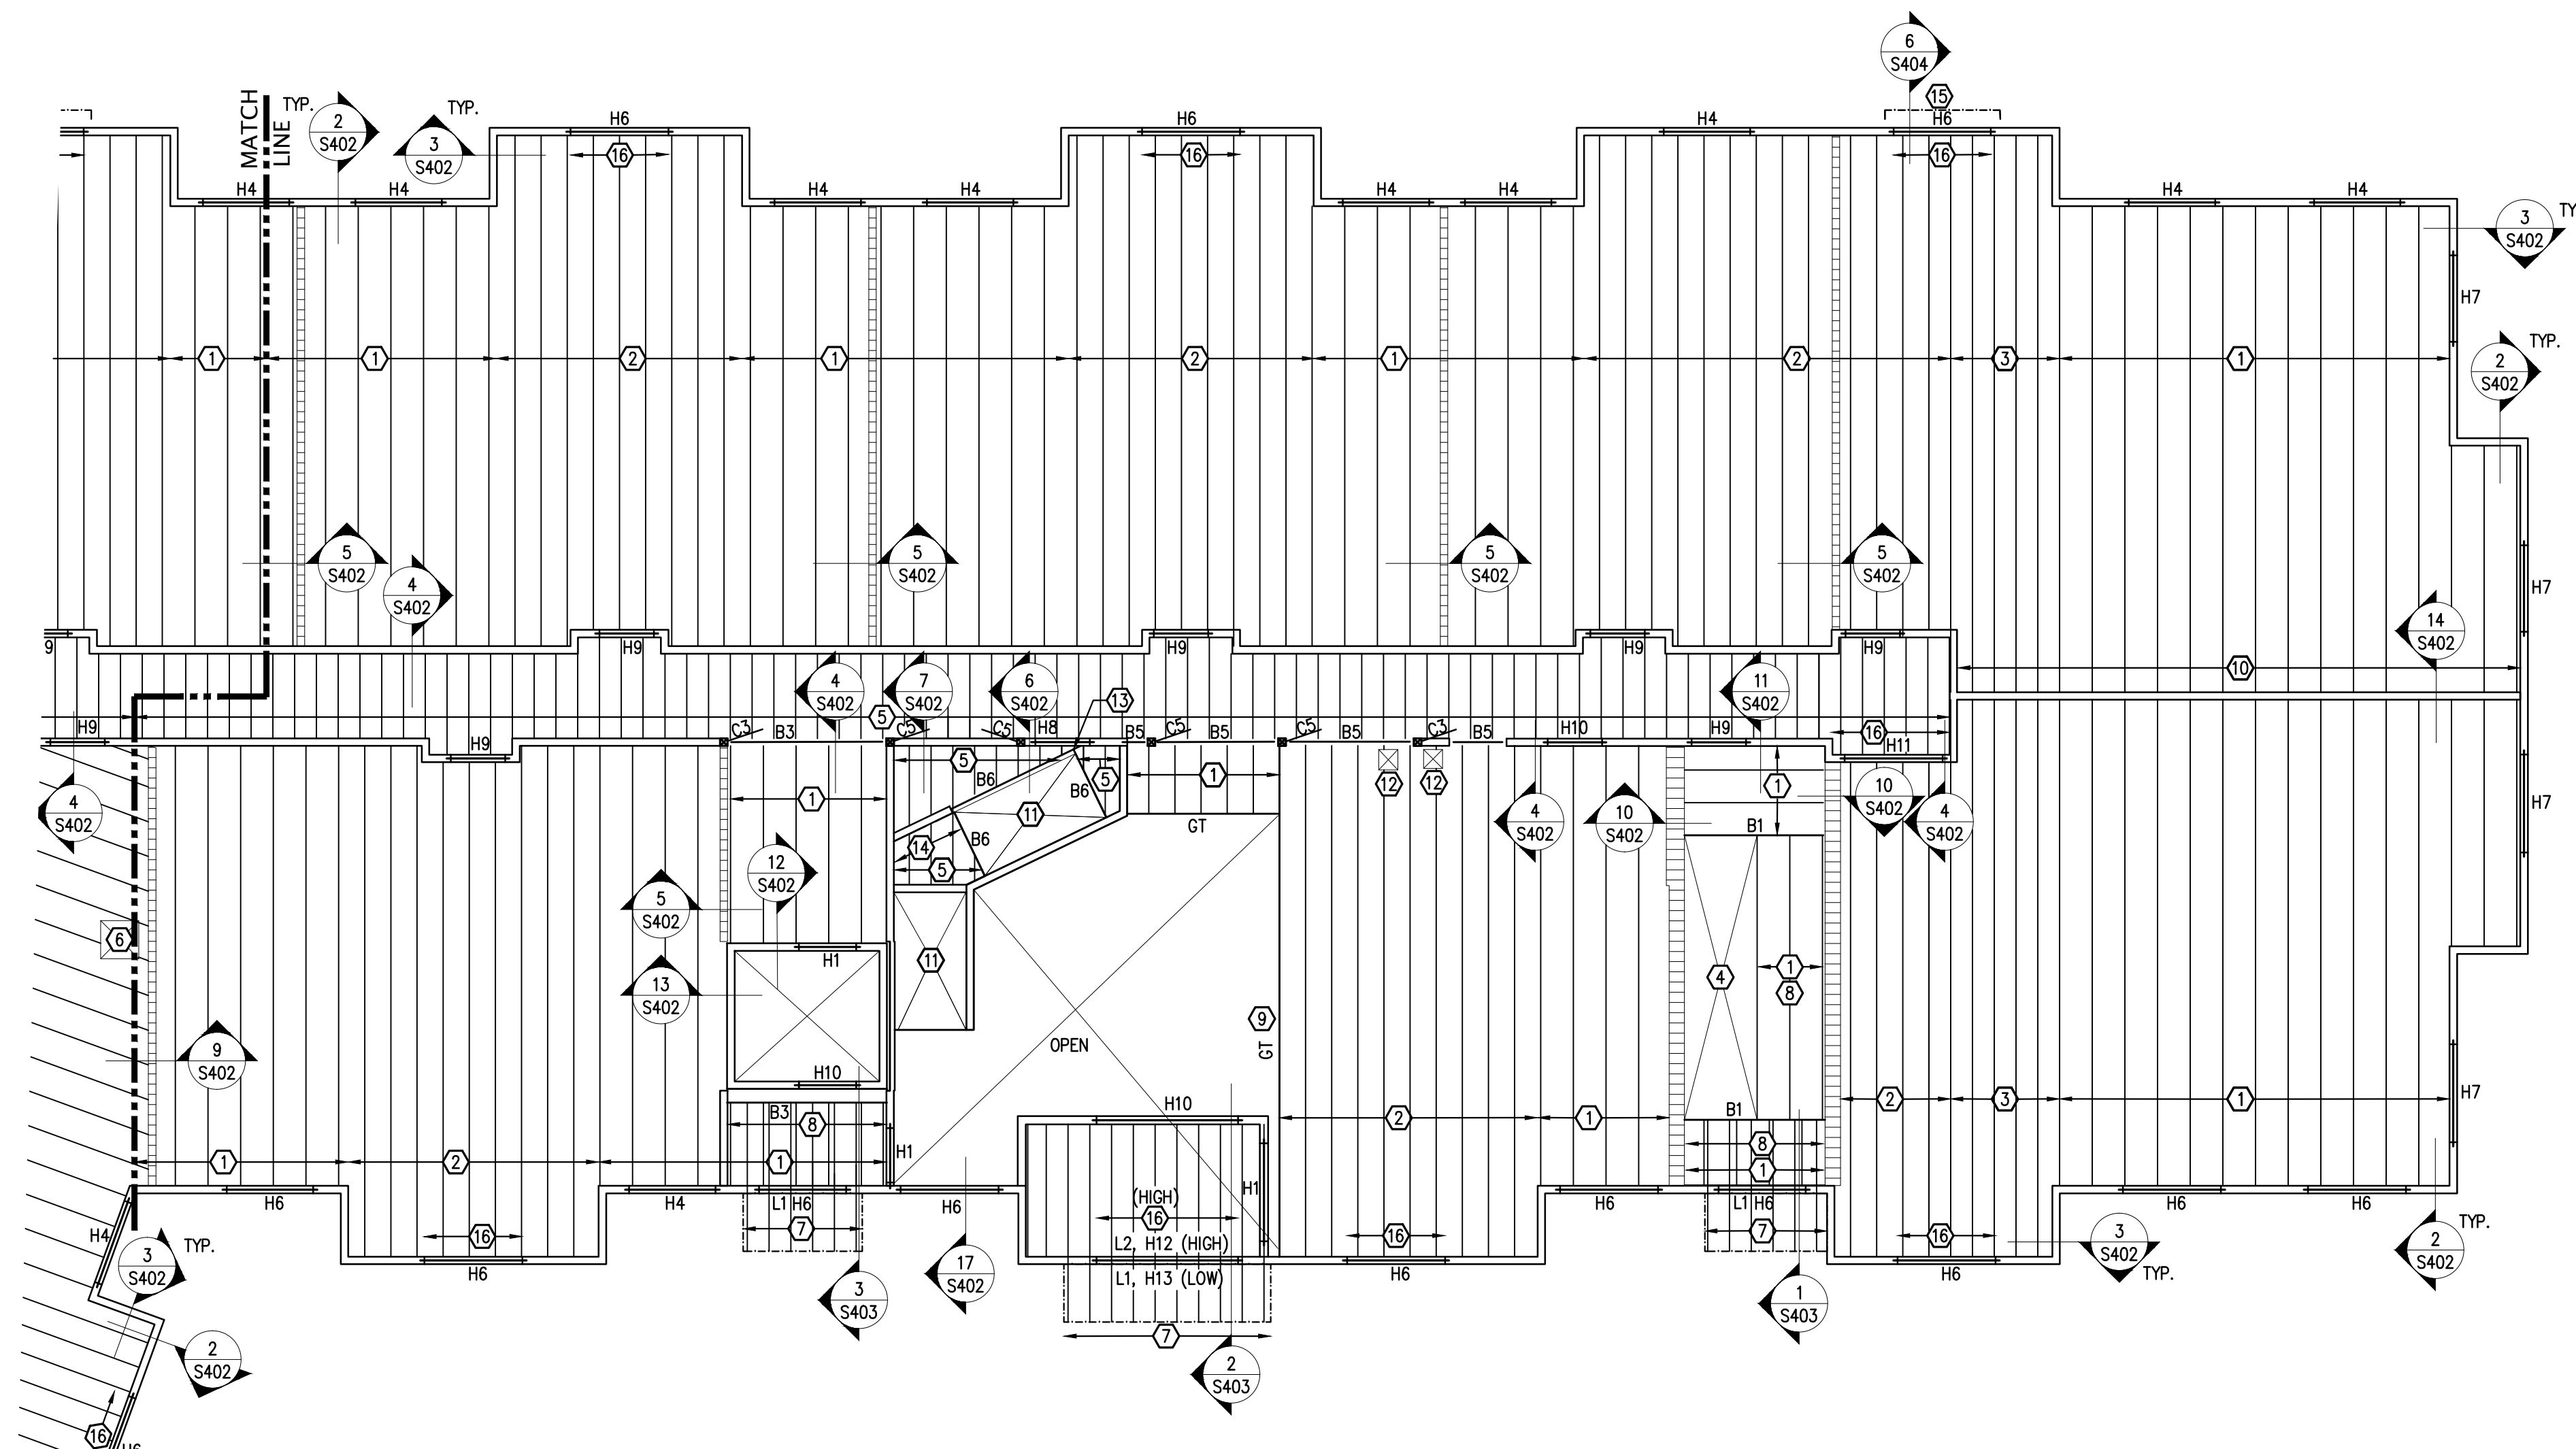 6
S404
15
MATCH
LINE
TYP.
2
S402
TYP.
3
S402
H6
H6
H4
H6
16
16
16
H4
H4
H4
H4
H4
H4
H4
H4
3
S402
TY
H7
1
1
2
1
2
1
2
3
1
2
S402
TYP.
5
S402
5
S402
5
S402
5
S402
4
S402
H7
14
S402
9
H9
H9
H9
H9
10
4
S402
7
S402
6
S402
13
11
S402
5
H9
H9
C3
B3
C5
C5
H8
B5
C5
B5
C5
B5
C3
B5
H10
H9
16
H11
5
B6
5
B6
1
12
12
1
10
S402
4
S402
1
11
GT
4
S402
10
S402
4
S402
B1
H7
14
B6
5
12
S402
5
S402
6
H1
11
4
1
8
13
S402
9
GT
OPEN
9
S402
H10
B3
8
H10
2
1
B1
8
1
2
3
1
H7
1
2
1
H1
H6
H4
L1 H6
H6
(HIGH)
16
H1
H6
L1 H6
H6
H6
H4
3
S402
TYP.
16
7
L2, H12 (HIGH)
16
7
16
3
S402
TYP.
2
S402
TYP.
H6
L1, H13 (LOW)
H6
H6
17
S402
3
S403
1
S403
7
2
S402
2
S403
16
H6